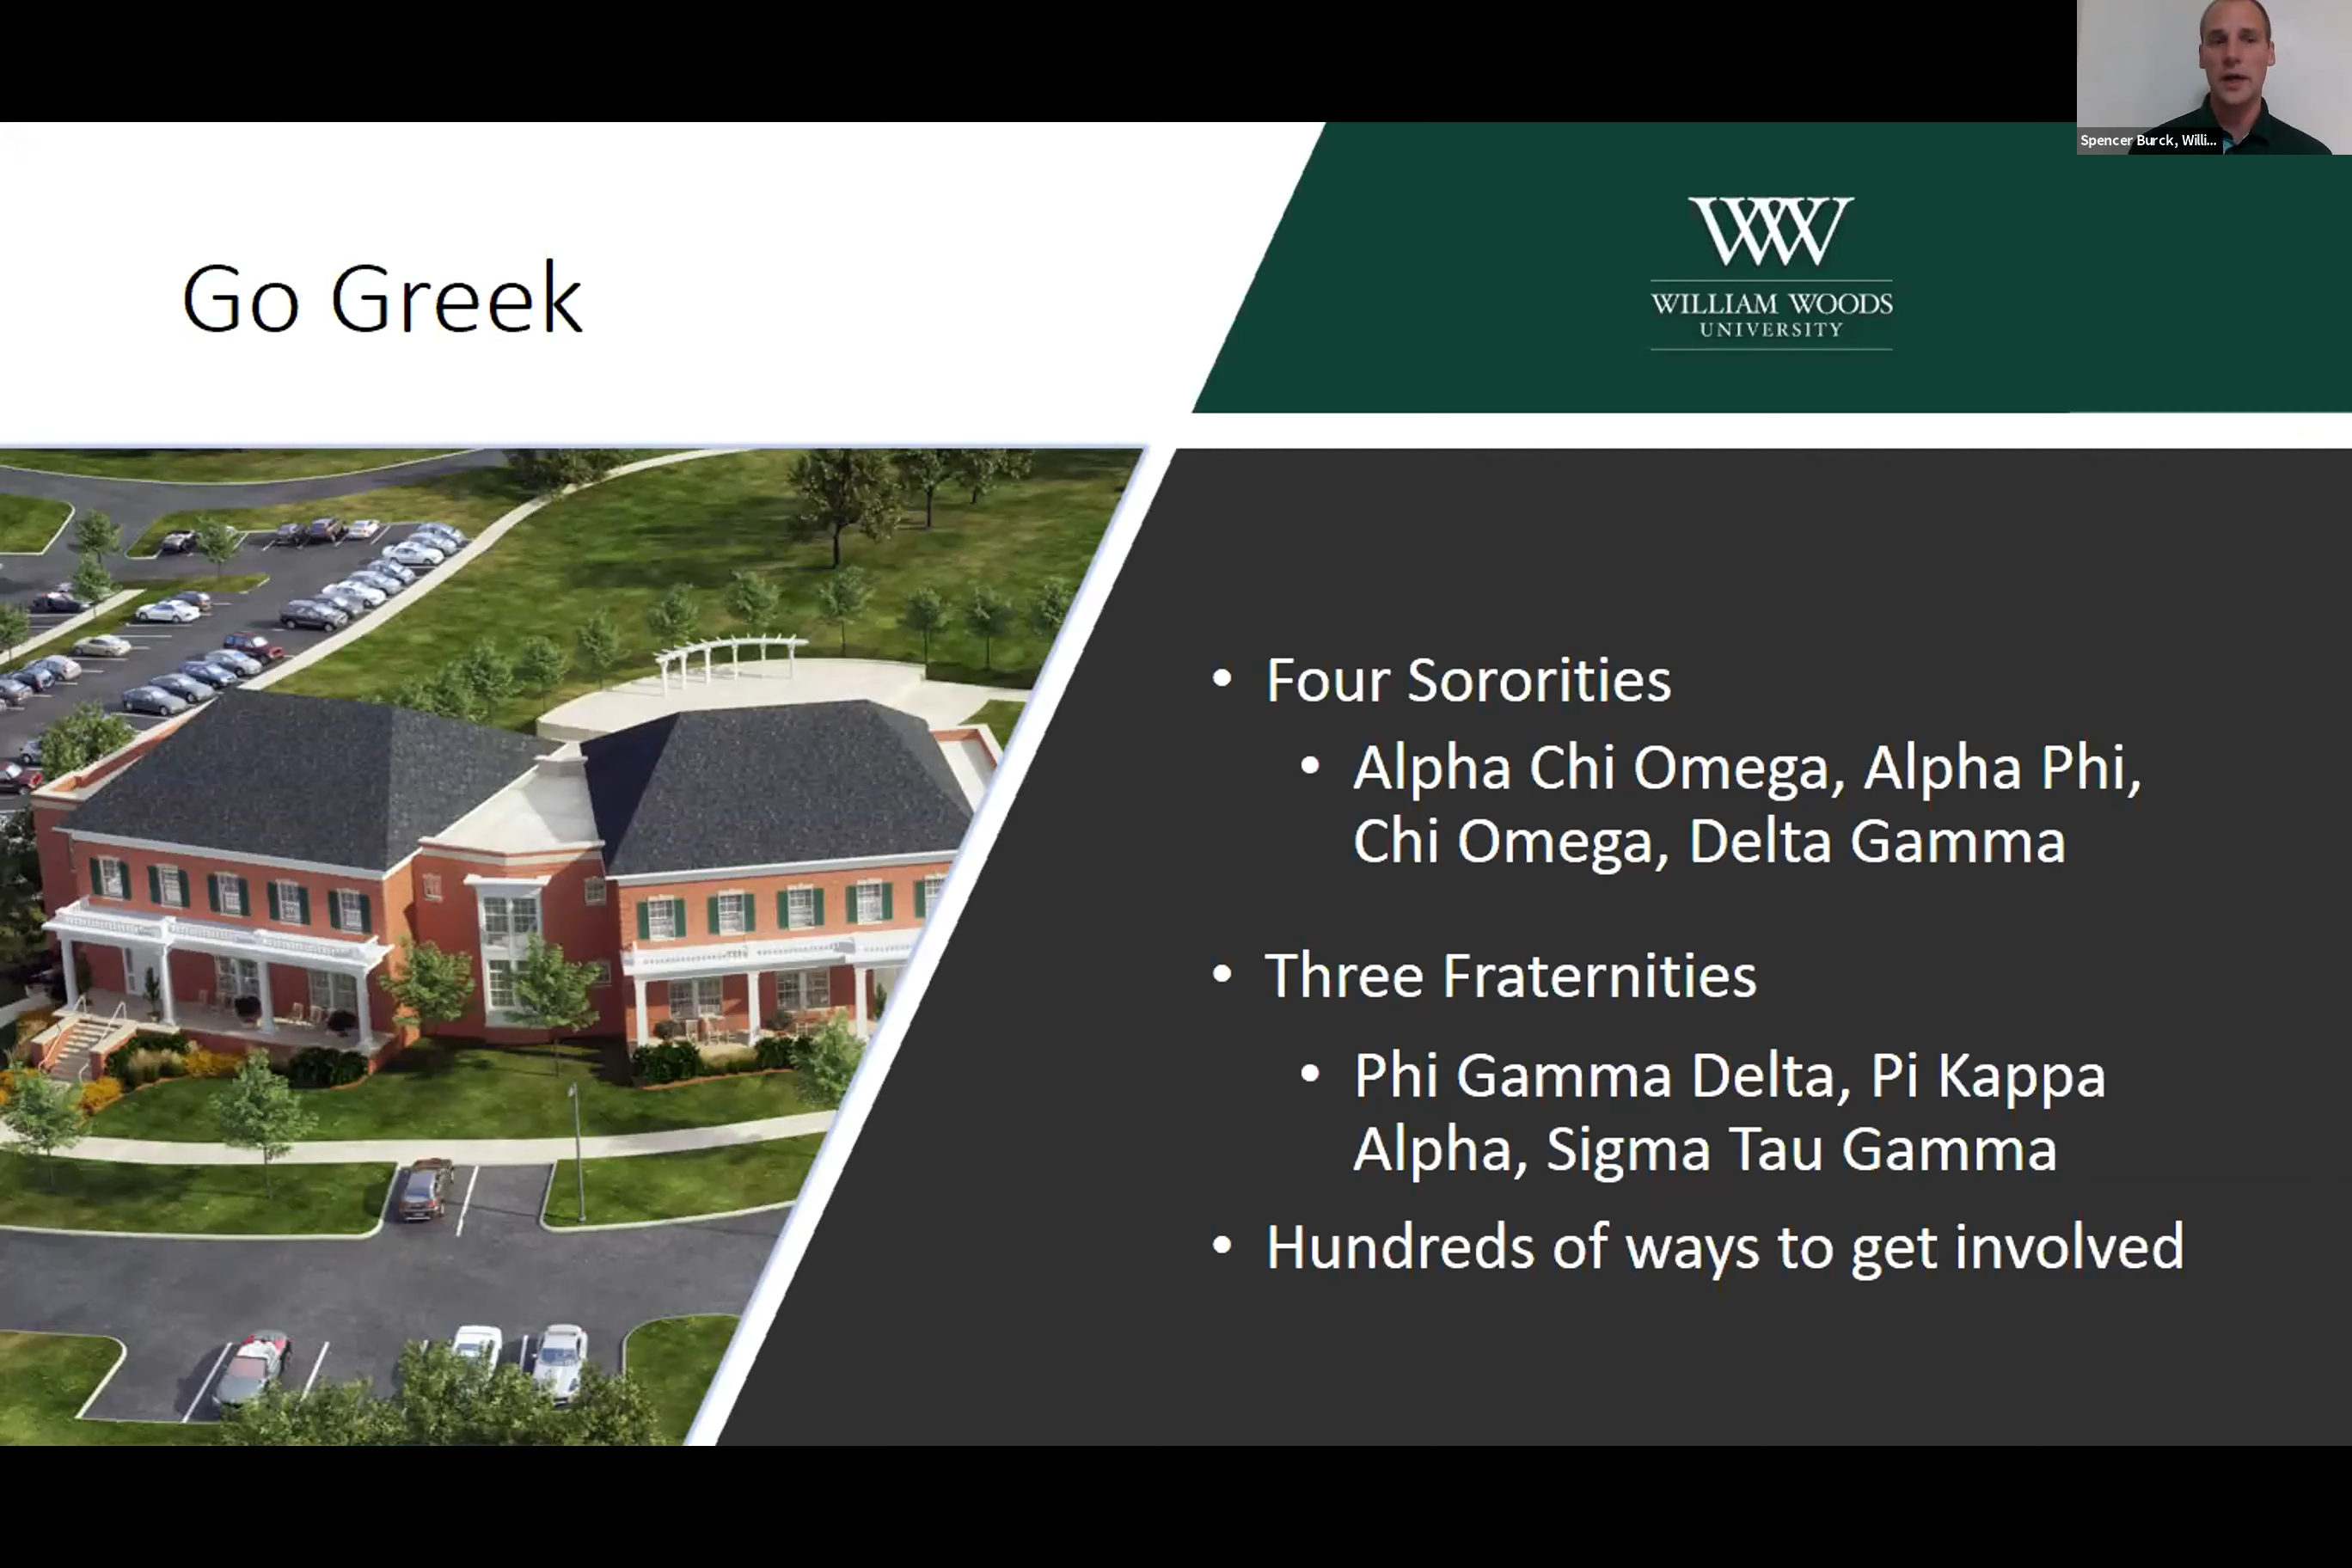 Spencer Burck, Willi...
Go Greek
WW
WILLIAM WOODS
UNIVERSITY
• Four Sororities
• Alpha Chi Omega, Alpha Phi,
Chi Omega, Delta Gamma
• Three Fraternities
• Phi Gamma Delta, Pi Kappa
Alpha, Sigma Tau Gamma
• Hundreds of ways to get involved